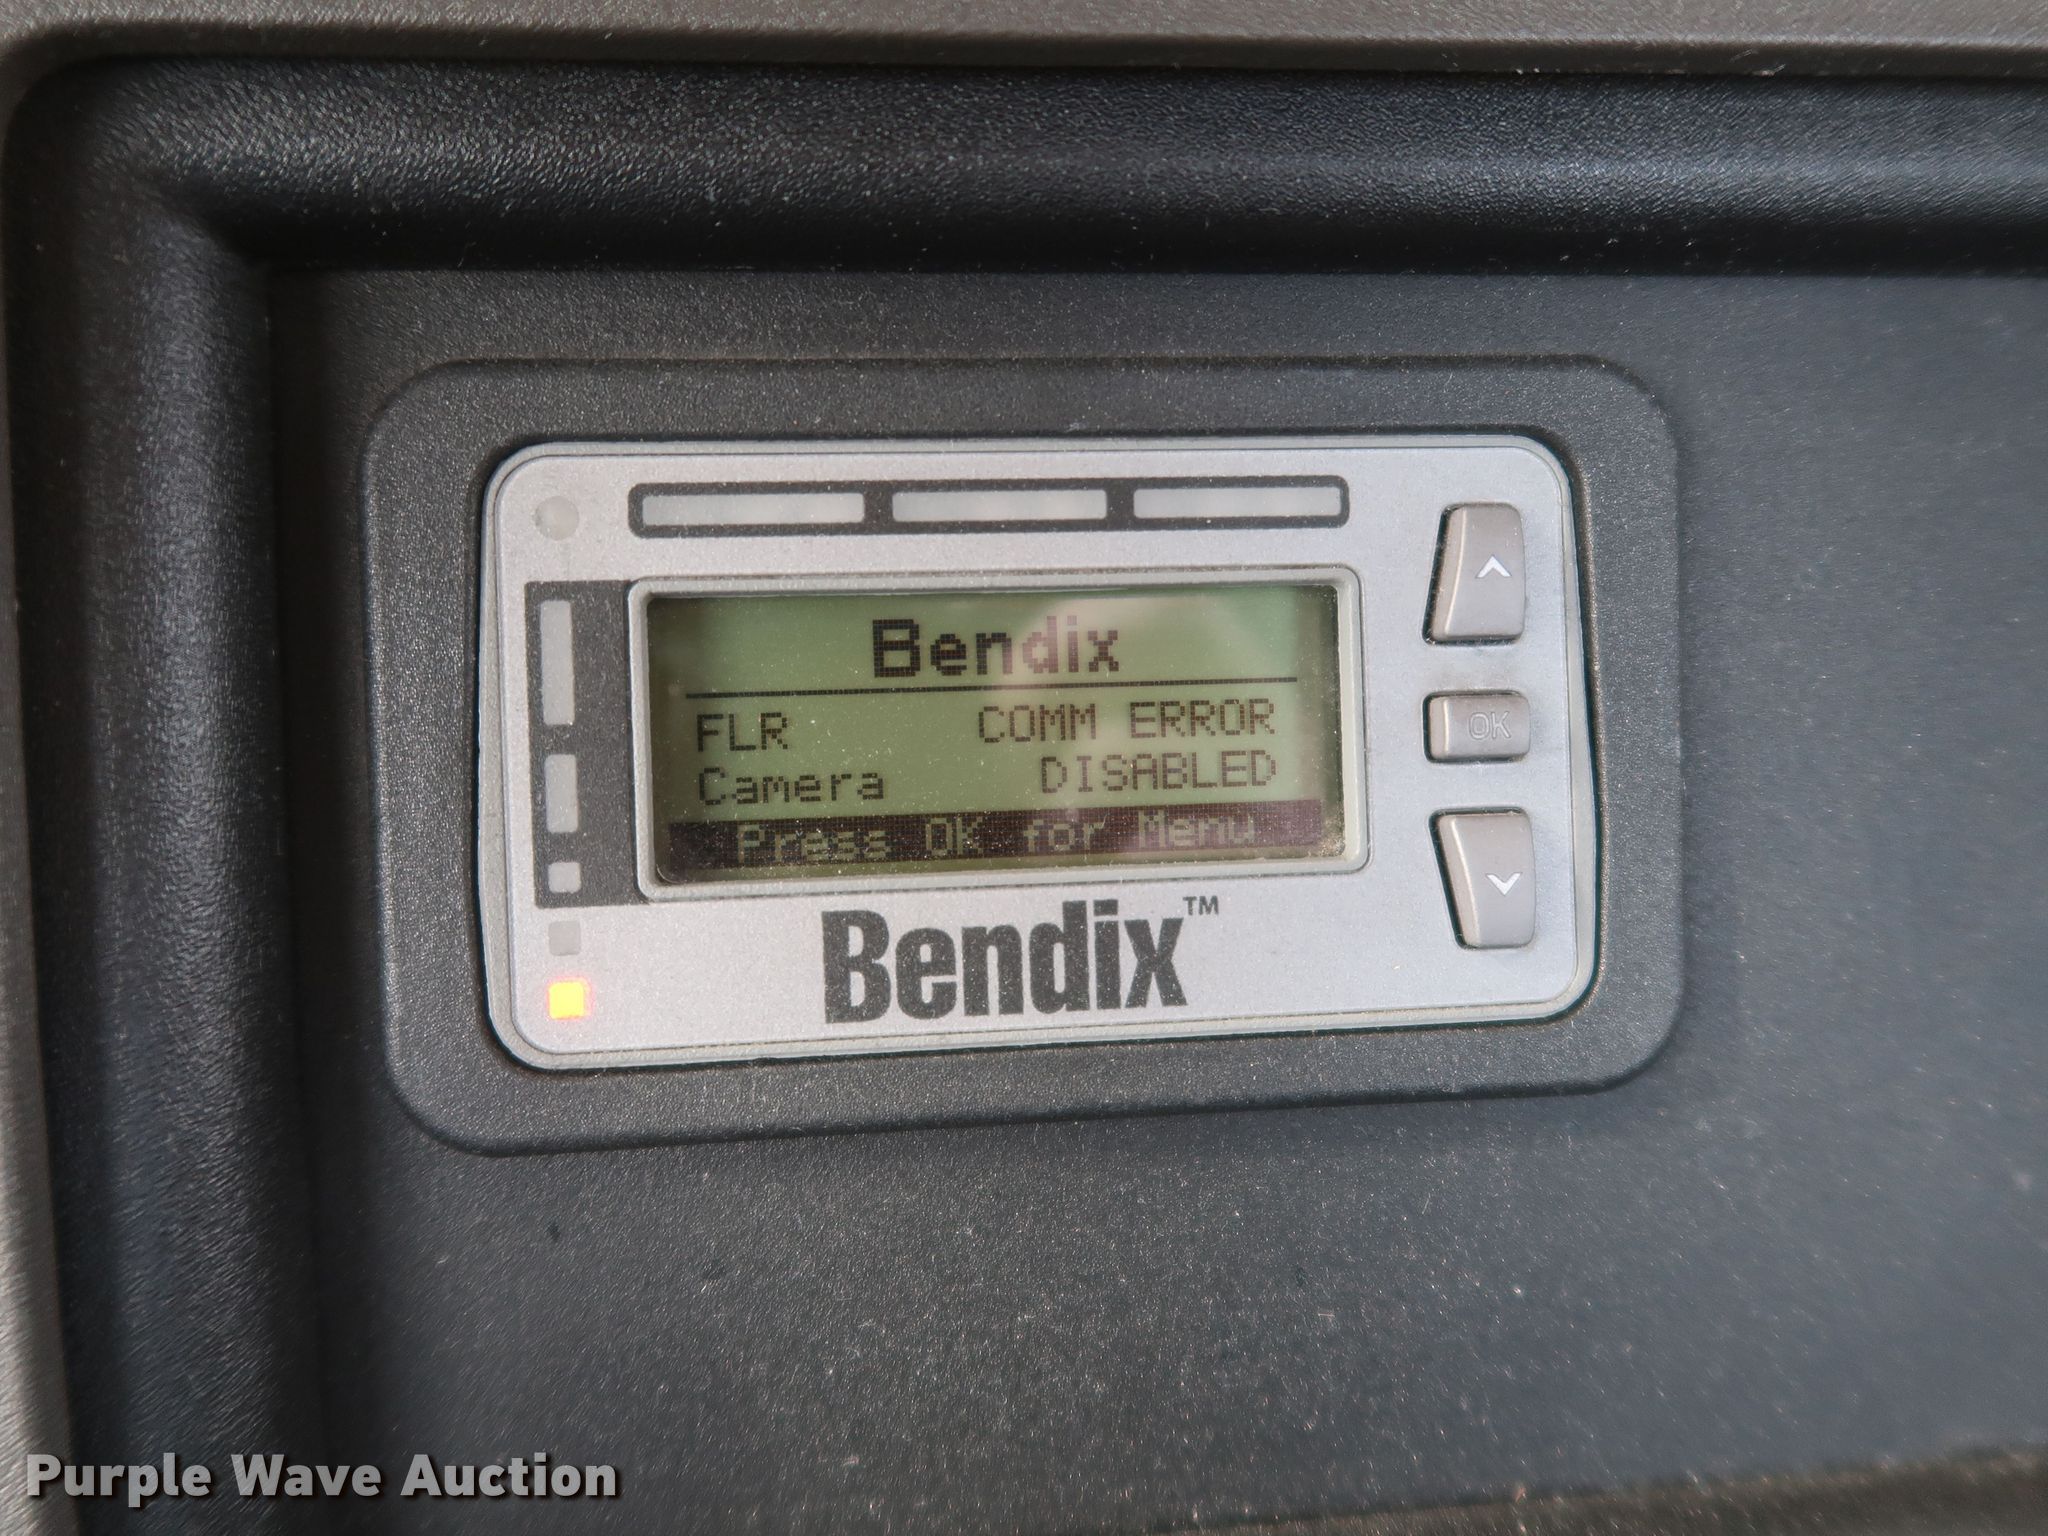 Bendix
FLR COMM ERROR
Camera DISABLED
Press OK for Menu
OK
Bendix™
Purple Wave Auction